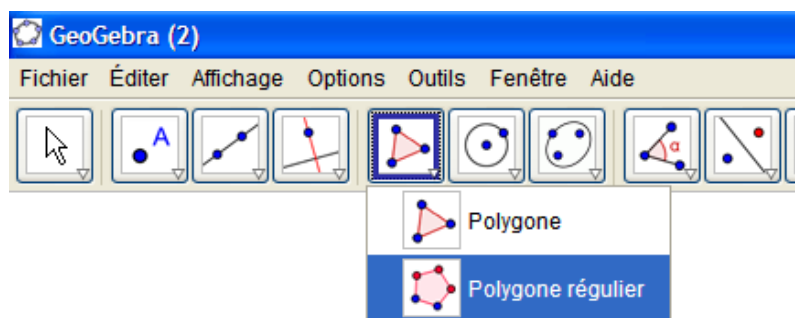 GeoGebra (2)
Fichier Éditer Affichage Options Outils Fenêtre Aide
A α
Polygone
Polygone régulier